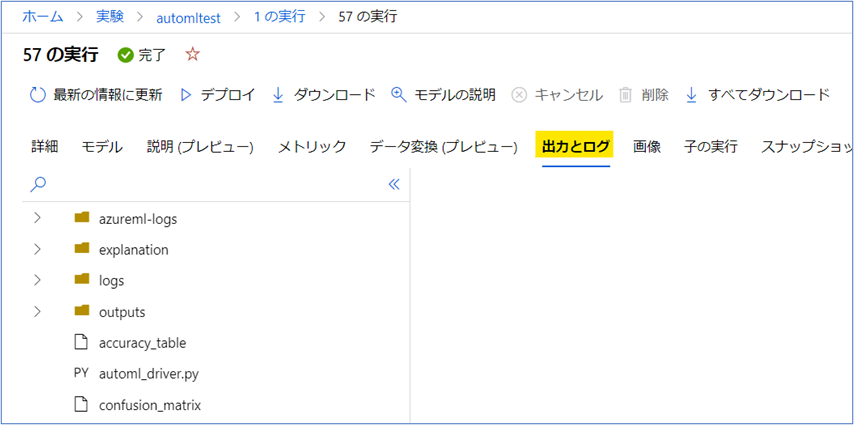 ホーム > 実験 > automltest > 1 の実行 > 57 の実行
57 の実行 完了
最新の情報に更新 デプロイ ダウンロード モデルの説明 キャンセル 削除 すべてダウンロード
詳細 モデル 説明 (プレビュー) メトリック データ変換 (プレビュー) 出力とログ 画像 子の実行 スナップショッ
azureml-logs
explanation
logs
outputs
accuracy_table
PY automl_driver.py
confusion_matrix